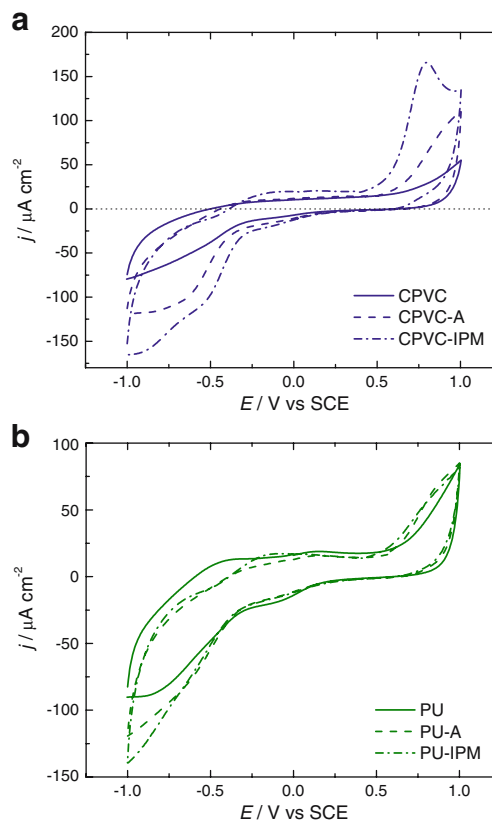 a
200
150
100
50
0
-50
-100
-150
j / µA cm⁻²
CPVC
CPVC-A
CPVC-IPM
-1.0 -0.5 0.0 0.5 1.0
E / V vs SCE
b
100
50
0
-50
-100
-150
j / µA cm⁻²
PU
PU-A
PU-IPM
-1.0 -0.5 0.0 0.5 1.0
E / V vs SCE